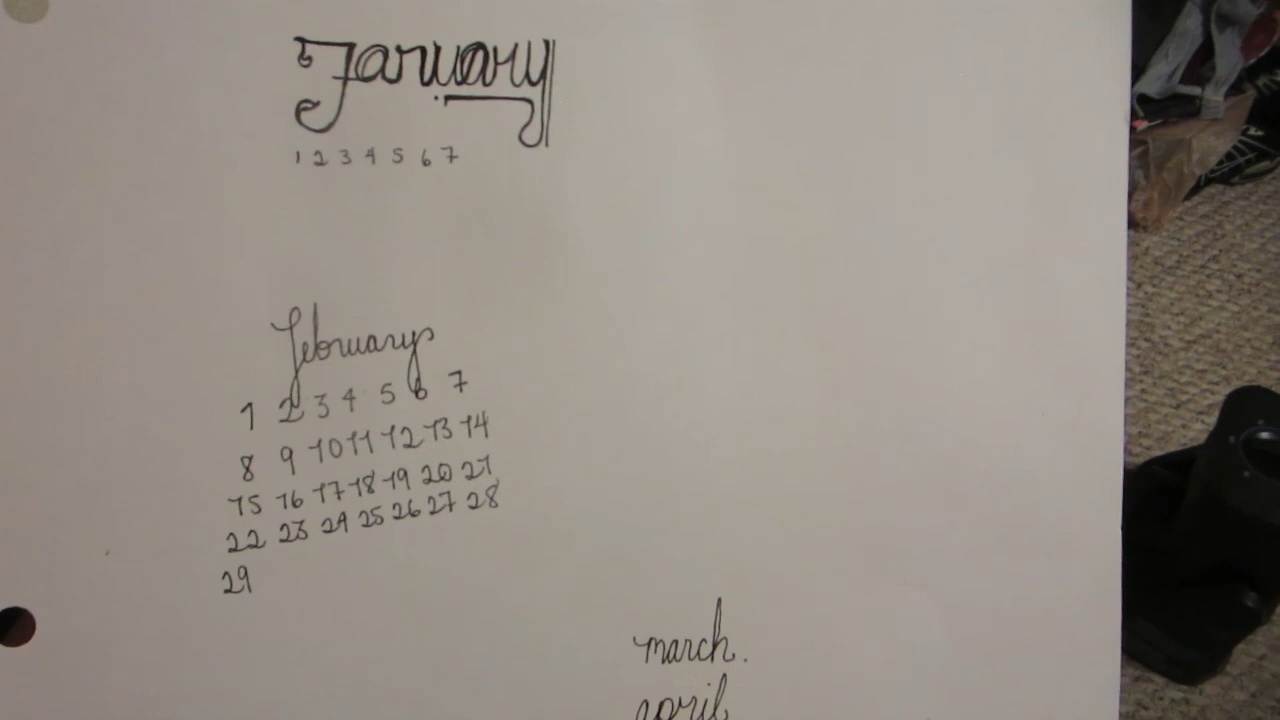 January
1 2 3 4 5 6 7
February
1 2 3 4 5 6 7
8 9 10 11 12 13 14
15 16 17 18 19 20 21
22 23 24 25 26 27 28
29
march.
april